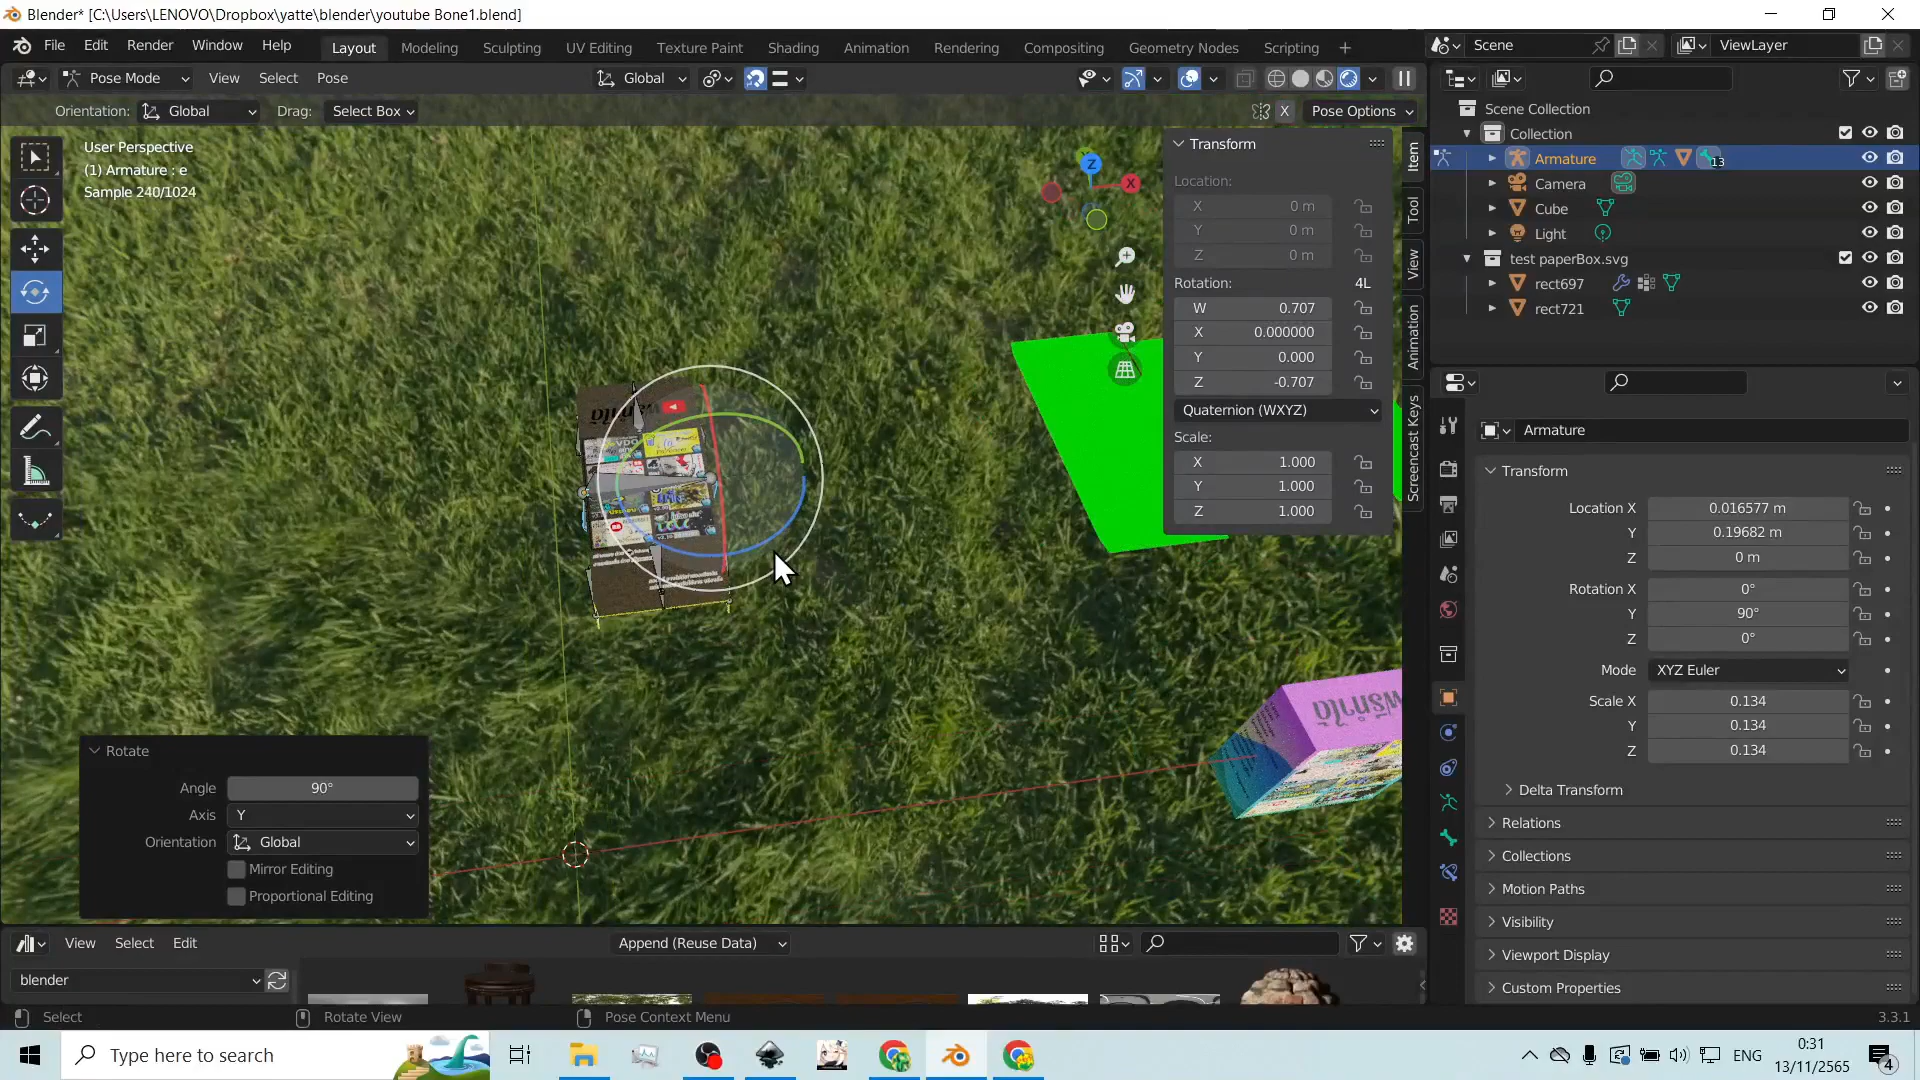 Blender* [C:\Users\LENOVO\Dropbox\yatte\blender\youtube Bone1.blend]
File Edit Render Window Help Layout Modeling Sculpting UV Editing Texture Paint Shading Animation Rendering Compositing Geometry Nodes Scripting + Scene ViewLayer
Pose Mode View Select Pose Global
Orientation: Global Drag: Select Box X Pose Options
User Perspective
(1) Armature : e
Sample 240/1024
Z
X
Transform
Location:
X 0 m
Y 0 m
Z 0 m
Rotation: 4L
W 0.707
X 0.000000
Y 0.000
Z -0.707
Quaternion (WXYZ)
Scale:
X 1.000
Y 1.000
Z 1.000
Item
Tool
View
Animation
Screencast Keys
Scene Collection
Collection
Armature 13
Camera
Cube
Light
test paperBox.svg
rect697
rect721
Armature
Transform
Location X 0.016577 m
Y 0.19682 m
Z 0 m
Rotation X 0°
Y 90°
Z 0°
Mode XYZ Euler
Scale X 0.134
Y 0.134
Z 0.134
Delta Transform
Relations
Collections
Motion Paths
Visibility
Viewport Display
Custom Properties
Rotate
Angle 90°
Axis Y
Orientation Global
Mirror Editing
Proportional Editing
View Select Edit Append (Reuse Data)
blender
Select Rotate View Pose Context Menu 3.3.1
Type here to search
ENG
0:31
13/11/2565
4